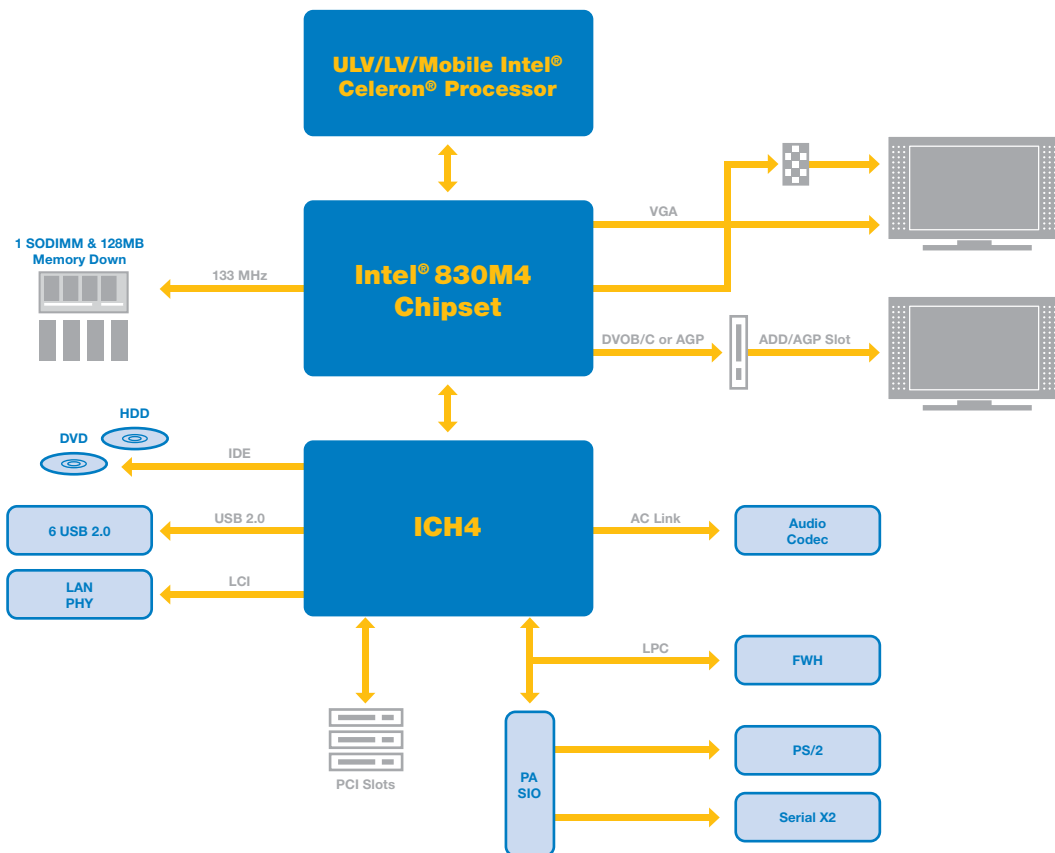 ULV/LV/Mobile Intel®
Celeron® Processor
VGA
1 SODIMM & 128MB
Memory Down
133 MHz
Intel® 830M4
Chipset
DVOB/C or AGP
ADD/AGP Slot
HDD
DVD
IDE
6 USB 2.0
USB 2.0
ICH4
AC Link
Audio
Codec
LAN
PHY
LCI
LPC
FWH
PCI Slots
PA
SIO
PS/2
Serial X2